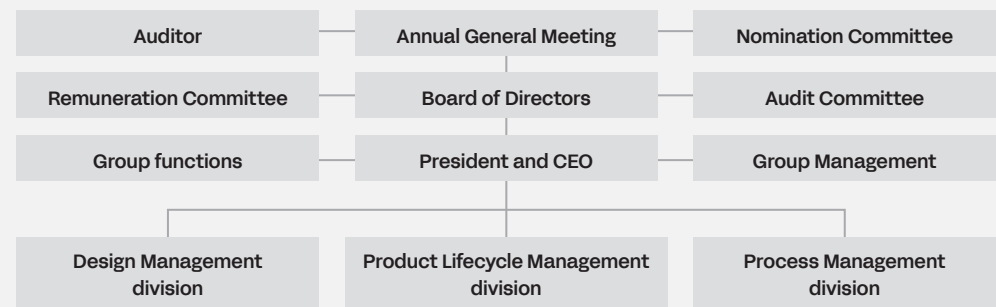 Auditor
Annual General Meeting
Nomination Committee
Remuneration Committee
Board of Directors
Audit Committee
Group functions
President and CEO
Group Management
Design Management
division
Product Lifecycle Management
division
Process Management
division